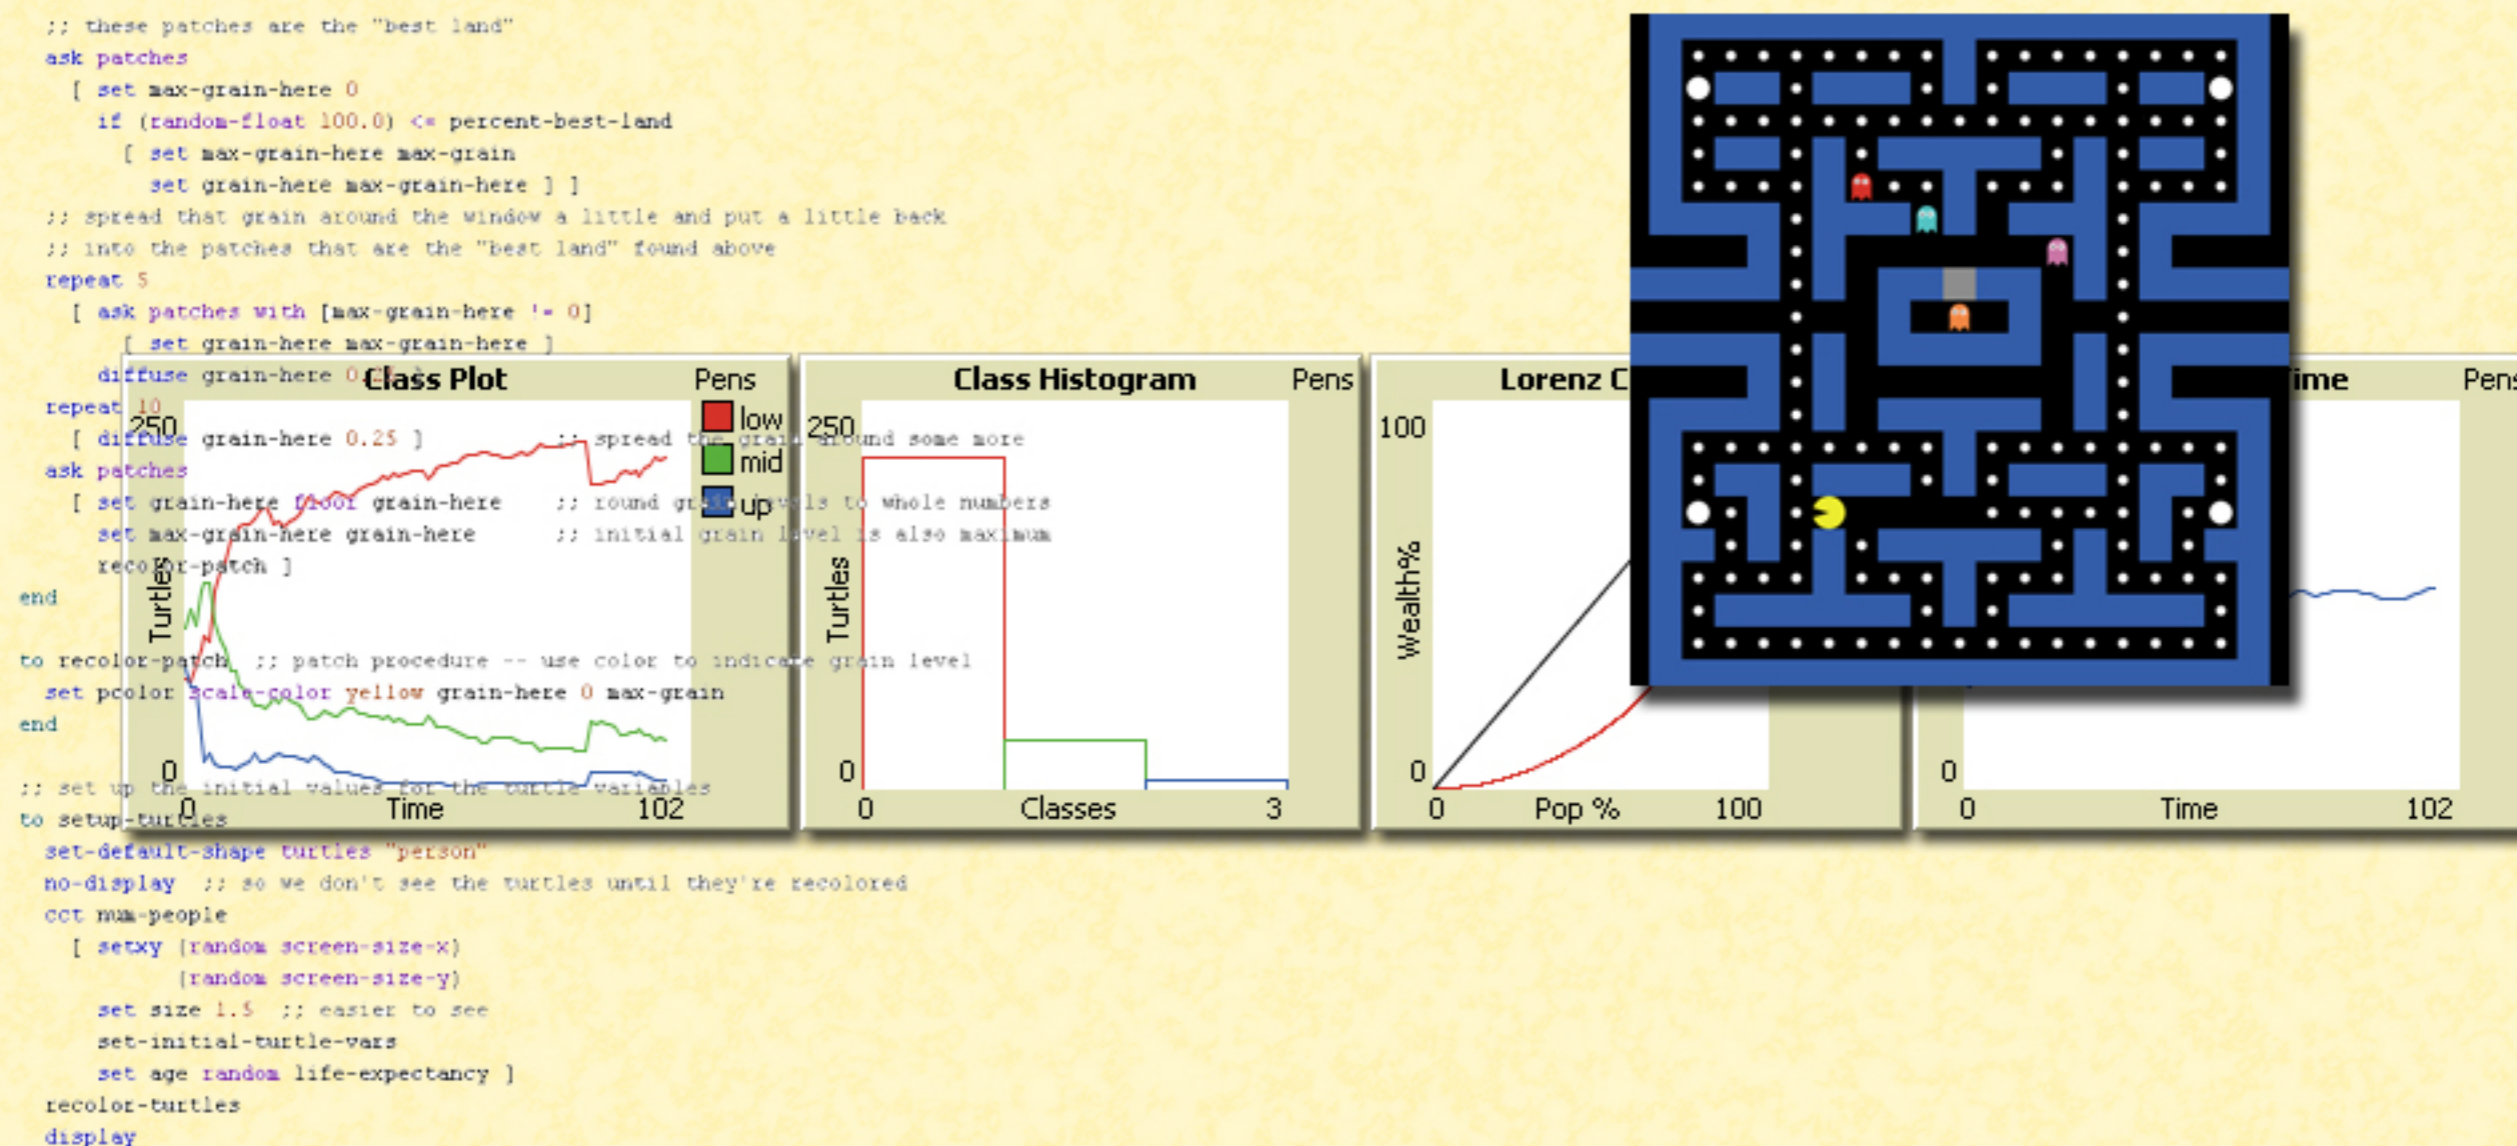 ;; these patches are the "best land"
ask patches
[ set max-grain-here 0
if (random-float 100.0) <= percent-best-land
[ set max-grain-here max-grain
set grain-here max-grain-here ] ]
;; spread that grain around the window a little and put a little back
;; into the patches that are the "best land" found above
repeat 5
[ ask patches with [max-grain-here != 0]
[ set grain-here max-grain-here ]
diffuse grain-here 0.25 ]
repeat 10
[ diffuse grain-here 0.25 ] ;; spread the grain around some more
ask patches
[ set grain-here floor grain-here ;; round grain levels to whole numbers
set max-grain-here grain-here ;; initial grain level is also maximum
recolor-patch ]
end
to recolor-patch ;; patch procedure -- use color to indicate grain level
set pcolor scale-color yellow grain-here 0 max-grain
end
;; set up the initial values for the turtle variables
to setup-turtles
set-default-shape turtles "person"
no-display ;; so we don't see the turtles until they're recolored
cct num-people
[ setxy (random screen-size-x)
(random screen-size-y)
set size 1.5 ;; easier to see
set-initial-turtle-vars
set age random life-expectancy ]
recolor-turtles
display
Class Plot
Pens
low
mid
up
250
Turtles
0
0 Time 102
Class Histogram
Pens
250
Turtles
0
0 Classes 3
Lorenz C
100
Wealth%
0
0 Pop % 100
ime
Pens
0
0 Time 102